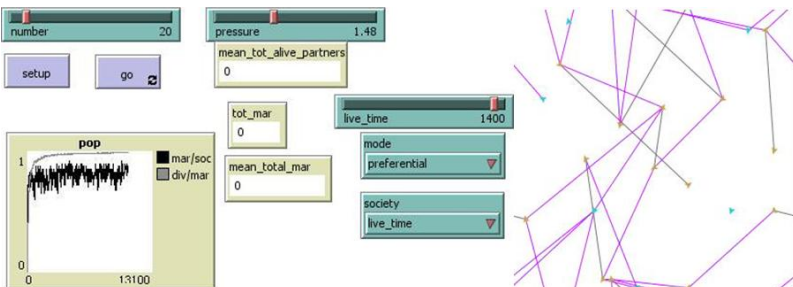 number 20
pressure 1.48
setup
go
mean_tot_alive_partners
0
tot_mar
0
live_time 1400
mean_total_mar
0
mode
preferential
society
live_time
pop
1
mar/soc
div/mar
0
0 13100